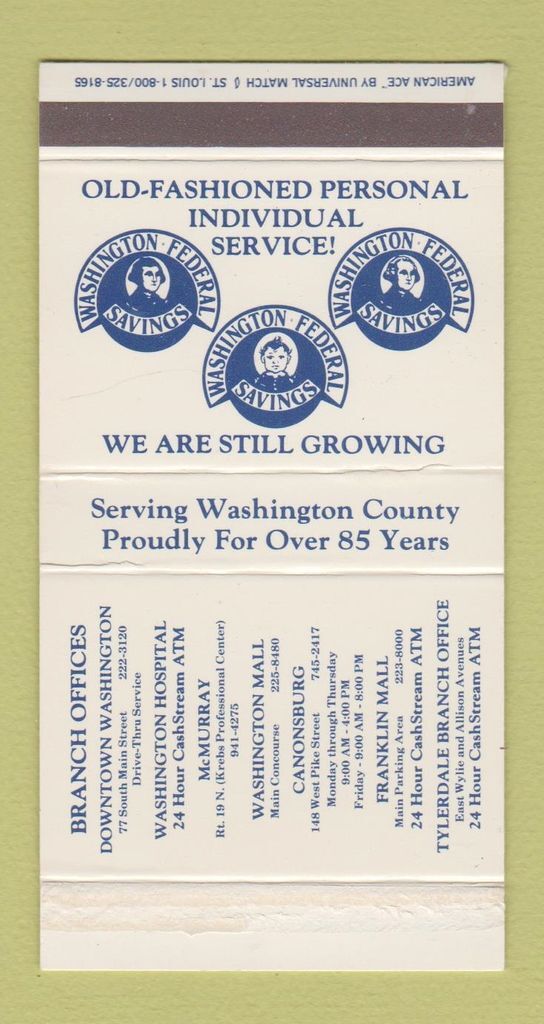 AMERICAN ACE™ BY UNIVERSAL MATCH ST. LOUIS 1-800/325-8165
OLD-FASHIONED PERSONAL
INDIVIDUAL
SERVICE!
WASHINGTON · FEDERAL
SAVINGS
WASHINGTON · FEDERAL
SAVINGS
WASHINGTON · FEDERAL
SAVINGS
WE ARE STILL GROWING
Serving Washington County
Proudly For Over 85 Years
BRANCH OFFICES
DOWNTOWN WASHINGTON
77 South Main Street 222-3120
Drive-Thru Service
WASHINGTON HOSPITAL
24 Hour CashStream ATM
McMURRAY
Rt. 19 N. (Krebs Professional Center)
941-4275
WASHINGTON MALL
Main Concourse 225-8480
CANONSBURG
148 West Pike Street 745-2417
Monday through Thursday
9:00 AM - 4:00 PM
Friday - 9:00 AM - 8:00 PM
FRANKLIN MALL
Main Parking Area 223-8000
24 Hour CashStream ATM
TYLERDALE BRANCH OFFICE
East Wylie and Allison Avenues
24 Hour CashStream ATM